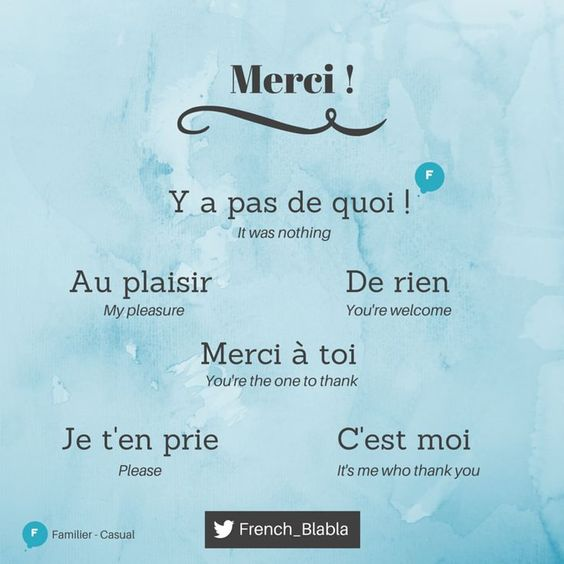 Merci !
F
Y a pas de quoi !
It was nothing
Au plaisir
My pleasure
De rien
You're welcome
Merci à toi
You're the one to thank
Je t'en prie
Please
C'est moi
It's me who thank you
F Familier - Casual
French_Blabla